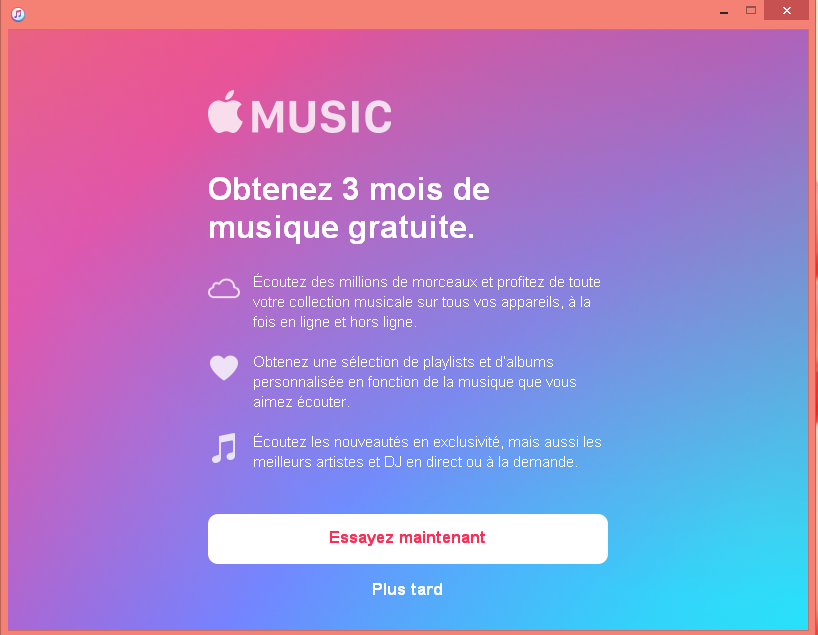 MUSIC
Obtenez 3 mois de
musique gratuite.
Écoutez des millions de morceaux et profitez de toute
votre collection musicale sur tous vos appareils, à la
fois en ligne et hors ligne.
Obtenez une sélection de playlists et d'albums
personnalisée en fonction de la musique que vous
aimez écouter.
Écoutez les nouveautés en exclusivité, mais aussi les
meilleurs artistes et DJ en direct ou à la demande.
Essayez maintenant
Plus tard